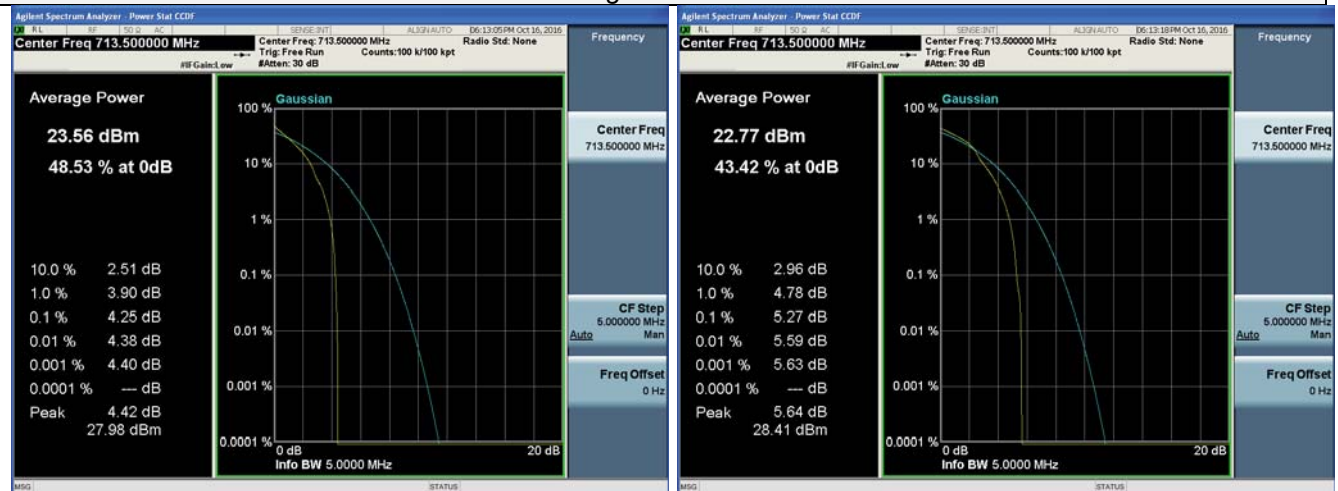 Agilent Spectrum Analyzer - Power Stat CCDF
RL RF 50 Ω AC SENSE:INT ALIGN AUTO 06:13:05 PM Oct 16, 2016
Center Freq 713.500000 MHz
Center Freq: 713.500000 MHz Radio Std: None
Trig: Free Run Counts:100 k/100 kpt
#IFGain:Low #Atten: 30 dB
Frequency
Average Power
23.56 dBm
48.53 % at 0dB
10.0 % 2.51 dB
1.0 % 3.90 dB
0.1 % 4.25 dB
0.01 % 4.38 dB
0.001 % 4.40 dB
0.0001 % --- dB
Peak 4.42 dB
27.98 dBm
Gaussian
100 %
10 %
1 %
0.1 %
0.01 %
0.001 %
0.0001 %
0 dB 20 dB
Info BW 5.0000 MHz
Center Freq
713.500000 MHz
CF Step
5.000000 MHz
Auto Man
Freq Offset
0 Hz
MSG STATUS
Agilent Spectrum Analyzer - Power Stat CCDF
RL RF 50 Ω AC SENSE:INT ALIGN AUTO 06:13:18 PM Oct 16, 2016
Center Freq 713.500000 MHz
Center Freq: 713.500000 MHz Radio Std: None
Trig: Free Run Counts:100 k/100 kpt
#IFGain:Low #Atten: 30 dB
Frequency
Average Power
22.77 dBm
43.42 % at 0dB
10.0 % 2.96 dB
1.0 % 4.78 dB
0.1 % 5.27 dB
0.01 % 5.59 dB
0.001 % 5.63 dB
0.0001 % --- dB
Peak 5.64 dB
28.41 dBm
Gaussian
100 %
10 %
1 %
0.1 %
0.01 %
0.001 %
0.0001 %
0 dB 20 dB
Info BW 5.0000 MHz
Center Freq
713.500000 MHz
CF Step
5.000000 MHz
Auto Man
Freq Offset
0 Hz
MSG STATUS